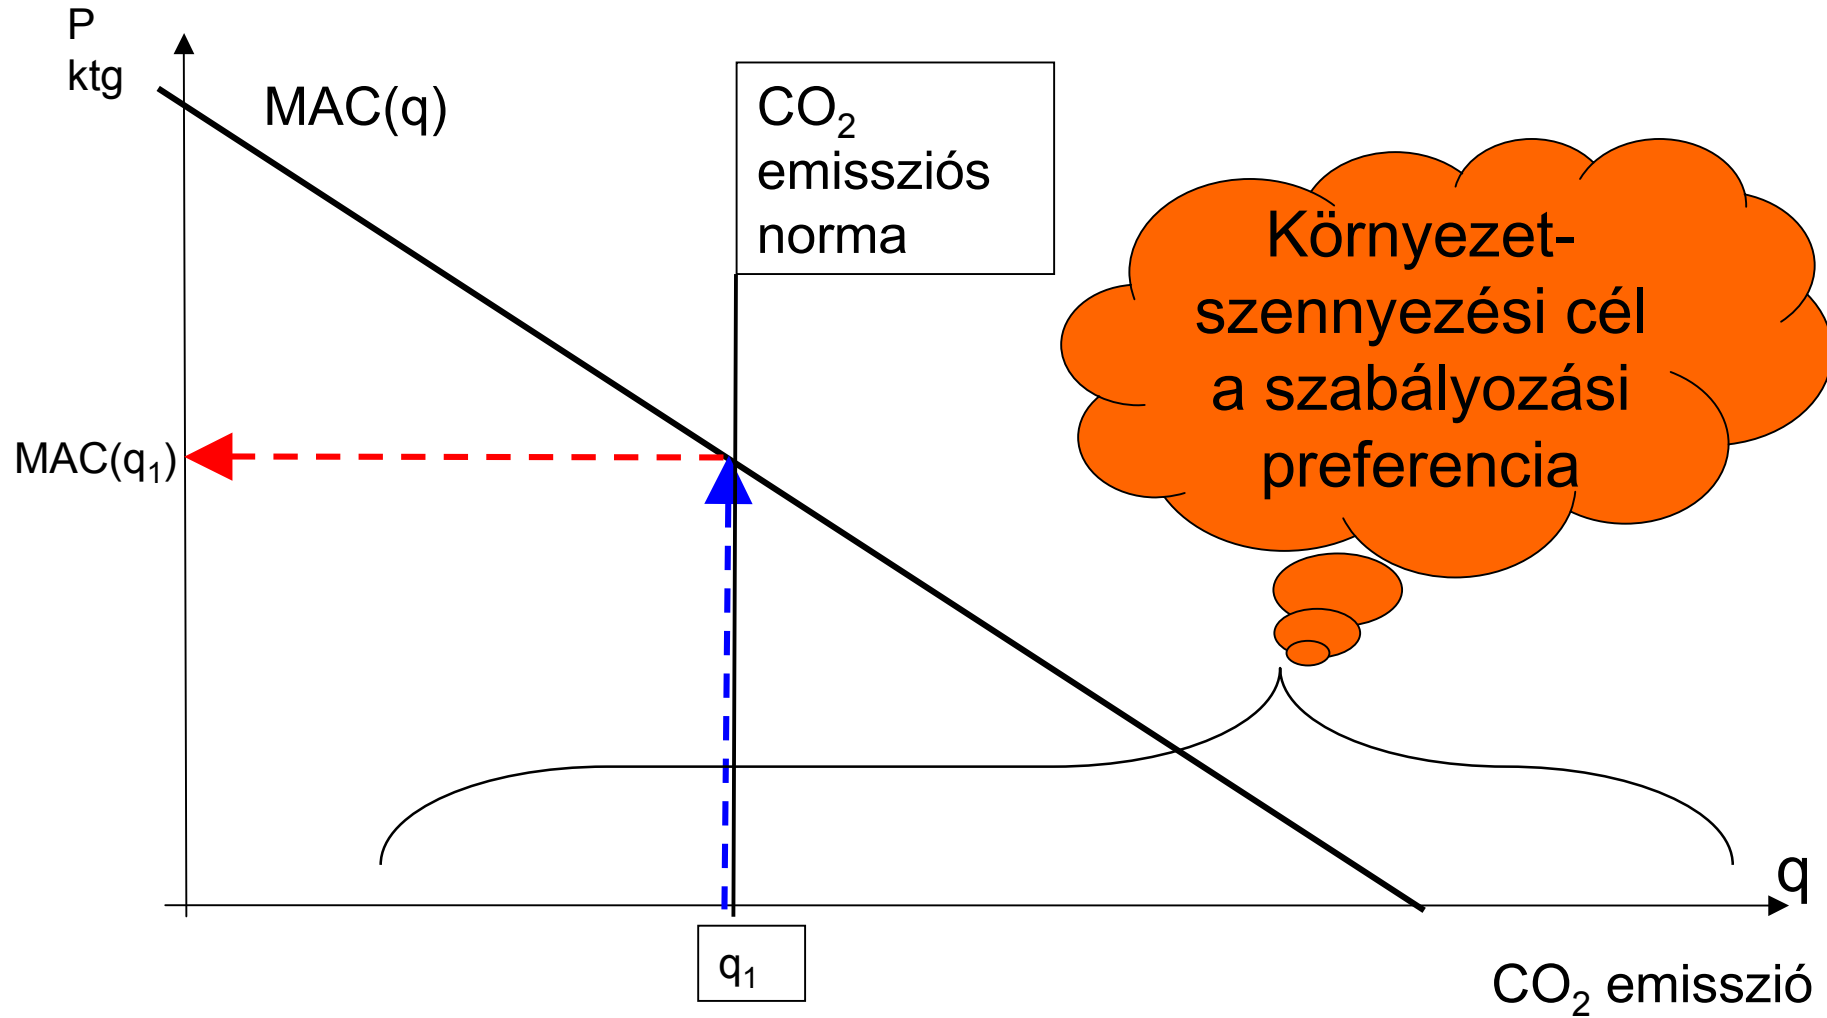 P
ktg
MAC(q)
CO₂
emissziós
norma
Környezet-
szennyezési cél
a szabályozási
preferencia
MAC(q₁)
q
q₁
CO₂ emisszió